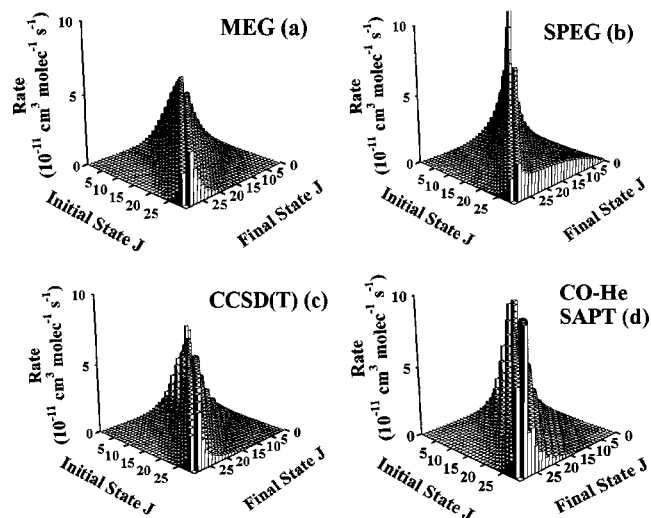 MEG (a)
10
5
0
Rate
(10⁻¹¹ cm³ molec⁻¹ s⁻¹)
5 10 15 20 25
Initial State J
25 20 15 10 5 0
Final State J
SPEG (b)
10
5
0
Rate
(10⁻¹¹ cm³ molec⁻¹ s⁻¹)
5 10 15 20 25
Initial State J
25 20 15 10 5 0
Final State J
CCSD(T) (c)
10
5
0
Rate
(10⁻¹¹ cm³ molec⁻¹ s⁻¹)
5 10 15 20 25
Initial State J
25 20 15 10 5 0
Final State J
CO-He
SAPT (d)
10
5
0
Rate
(10⁻¹¹ cm³ molec⁻¹ s⁻¹)
5 10 15 20 25
Initial State J
25 20 15 10 5 0
Final State J